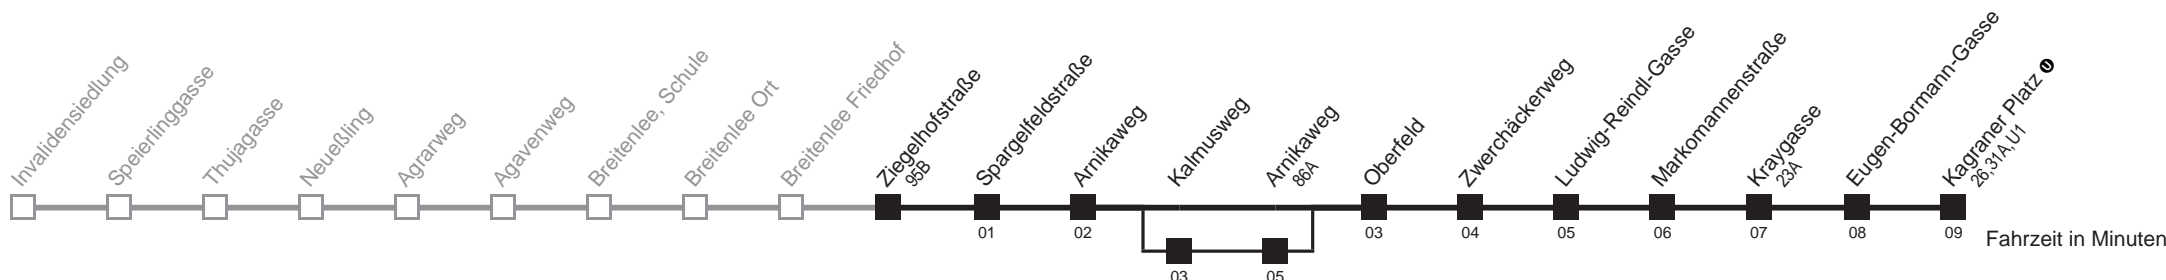 Invalidensiedlung
Speierlinggasse
Thujagasse
Neueßling
Agrarweg
Agavenweg
Breitenlee, Schule
Breitenlee Ort
Breitenlee Friedhof
Ziegelhofstraße
95B
Spargelfeldstraße
Arnikaweg
Kalmusweg
Arnikaweg
86A
Oberfeld
Zwerchäckerweg
Ludwig-Reindl-Gasse
Markomannenstraße
Kraygasse
23A
Eugen-Bormann-Gasse
Kagraner Platz U
26,31A,U1
01
02
03
04
05
06
07
08
09
Fahrzeit in Minuten
03
05